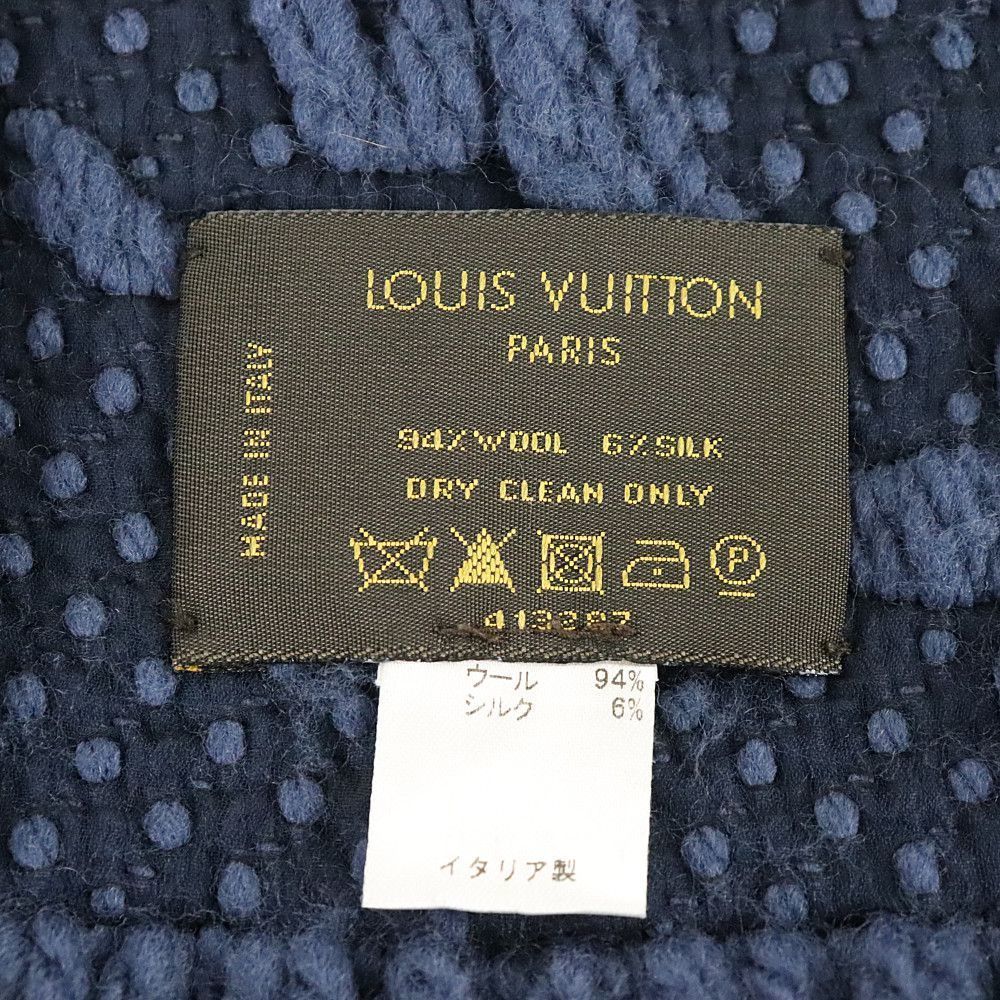 LOUIS VUITTON
PARIS
MADE IN ITALY
94% WOOL 6% SILK
DRY CLEAN ONLY
P
ウール 94%
シルク 6%
イタリア製